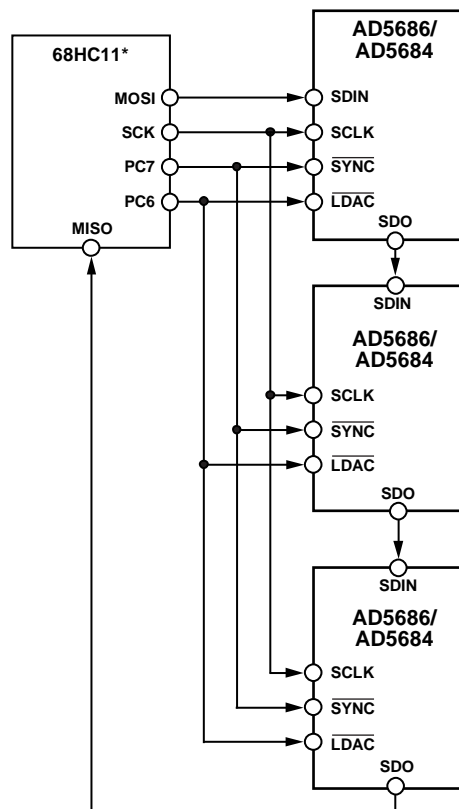 68HC11*
MOSI
SCK
PC7
PC6
MISO
AD5686/
AD5684
SDIN
SCLK
SYNC
LDAC
SDO
SDIN
AD5686/
AD5684
SCLK
SYNC
LDAC
SDO
SDIN
AD5686/
AD5684
SCLK
SYNC
LDAC
SDO